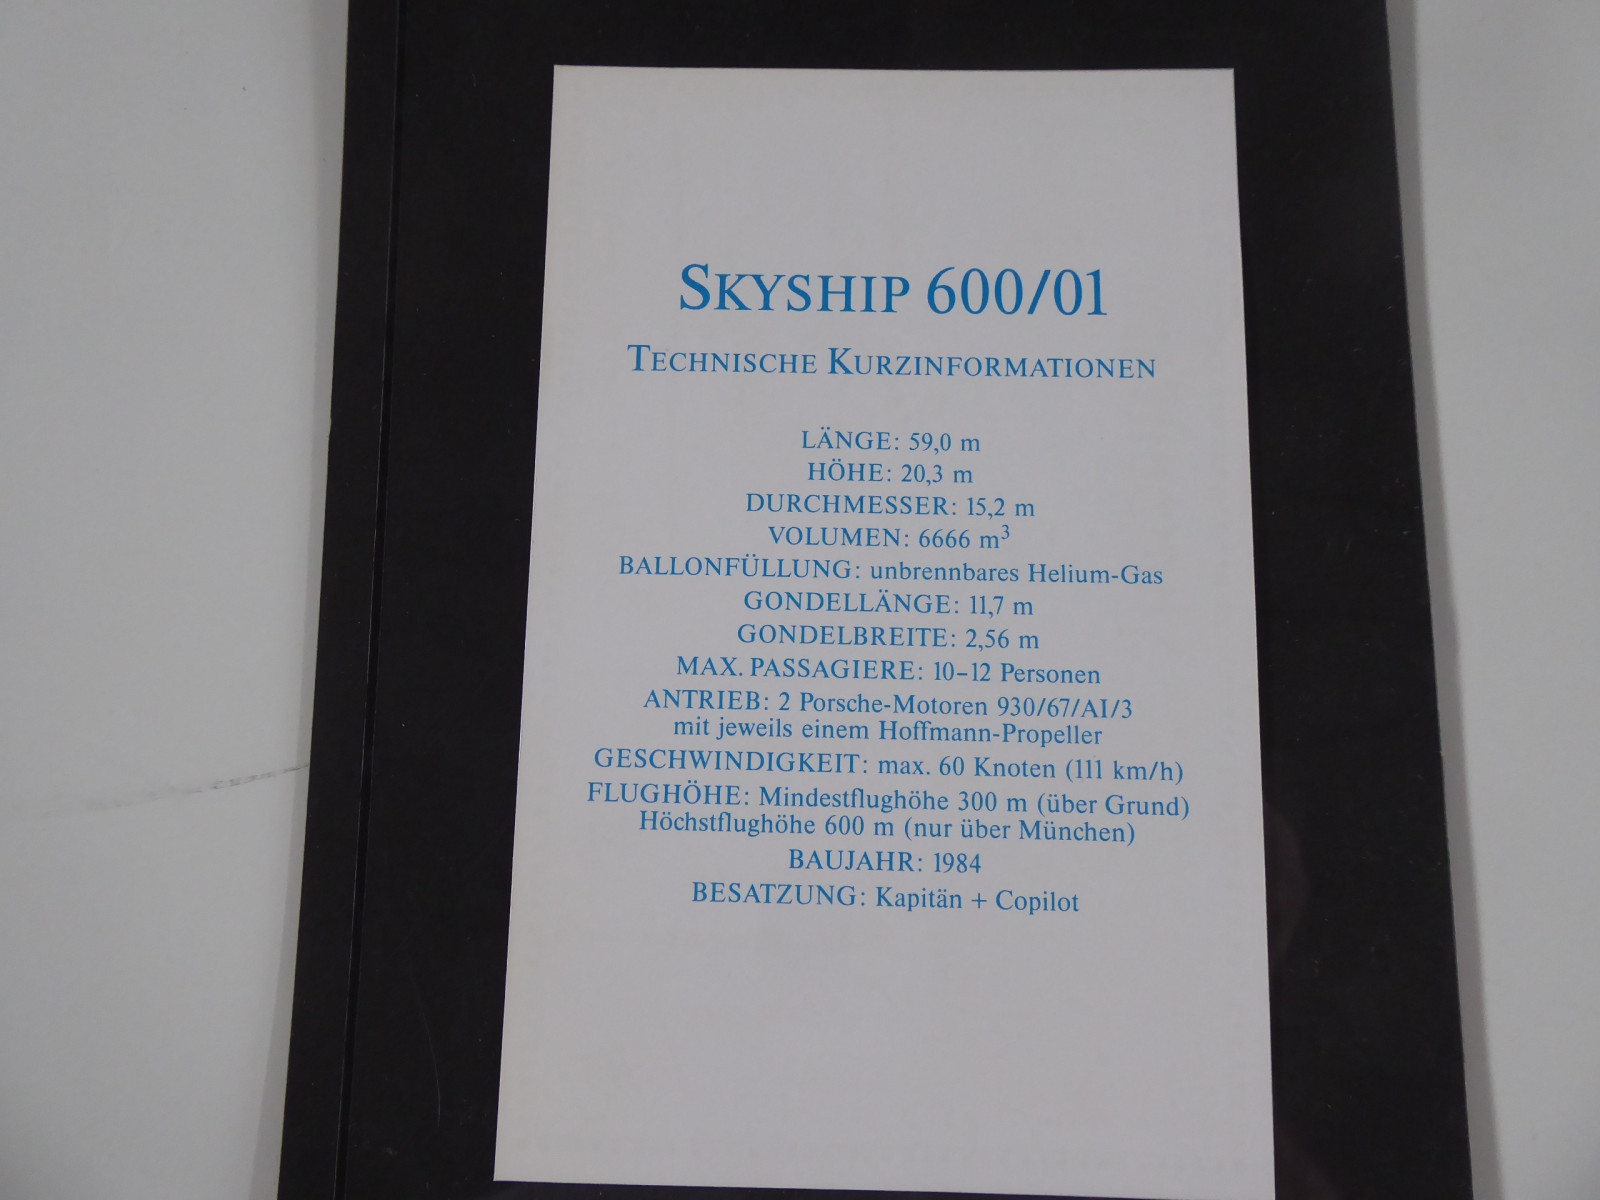 SKYSHIP 600/01
TECHNISCHE KURZINFORMATIONEN
LÄNGE: 59,0 m
HÖHE: 20,3 m
DURCHMESSER: 15,2 m
VOLUMEN: 6666 m³
BALLONFÜLLUNG: unbrennbares Helium-Gas
GONDELLÄNGE: 11,7 m
GONDELBREITE: 2,56 m
MAX. PASSAGIERE: 10–12 Personen
ANTRIEB: 2 Porsche-Motoren 930/67/AI/3
mit jeweils einem Hoffmann-Propeller
GESCHWINDIGKEIT: max. 60 Knoten (111 km/h)
FLUGHÖHE: Mindestflughöhe 300 m (über Grund)
Höchstflughöhe 600 m (nur über München)
BAUJAHR: 1984
BESATZUNG: Kapitän + Copilot